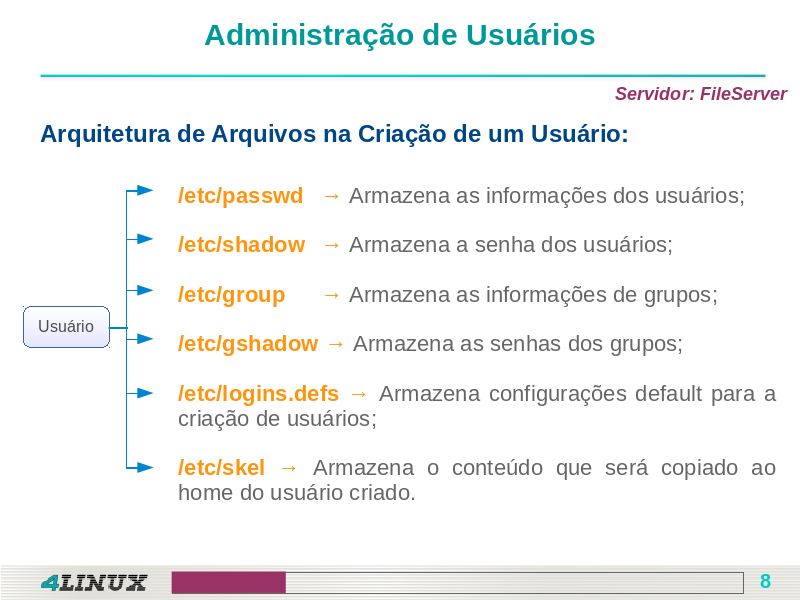 Administração de Usuários
Servidor: FileServer
Arquitetura de Arquivos na Criação de um Usuário:
/etc/passwd → Armazena as informações dos usuários;
/etc/shadow → Armazena a senha dos usuários;
/etc/group → Armazena as informações de grupos;
Usuário
/etc/gshadow → Armazena as senhas dos grupos;
/etc/logins.defs → Armazena configurações default para a
criação de usuários;
/etc/skel → Armazena o conteúdo que será copiado ao
home do usuário criado.
4LINUX
8